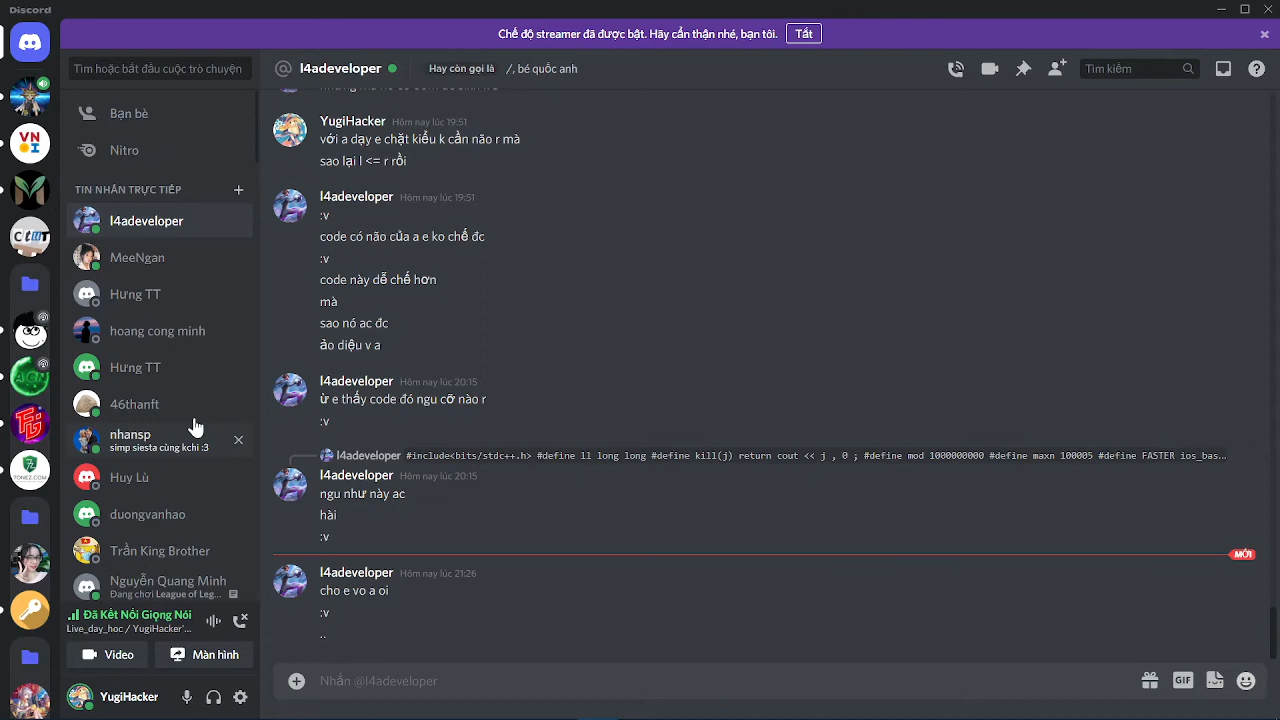 Discord
Chế độ streamer đã được bật. Hãy cẩn thận nhé, bạn tôi.
Tắt
Tìm hoặc bắt đầu cuộc trò chuyện
l4adeveloper
Hay còn gọi là
/, bé quốc anh
Tìm kiếm
Bạn bè
Nitro
TIN NHẮN TRỰC TIẾP
l4adeveloper
MeeNgan
Hưng TT
hoang cong minh
Hưng TT
46thanft
nhansp
simp siesta cùng kchi :3
Huy Lù
duongvanhao
Trần King Brother
Nguyễn Quang Minh
Đang chơi League of Leg...
Đã Kết Nối Giọng Nói
Live_day_hoc / YugiHacker'...
Video
Màn hình
YugiHacker
VN
OI
TONEZ.COM
YugiHacker Hôm nay lúc 19:51
với a dạy e chặt kiểu k cần não r mà
sao lại l <= r rồi
l4adeveloper Hôm nay lúc 19:51
:v
code có não của a e ko chế đc
:v
code này dễ chế hơn
mà
sao nó ac đc
ảo diệu v a
l4adeveloper Hôm nay lúc 20:15
ừ e thấy code đó ngu cỡ nào r
:v
l4adeveloper #include<bits/stdc++.h> #define ll long long #define kill(j) return cout << j , 0 ; #define mod 1000000000 #define maxn 100005 #define FASTER ios_bas...
l4adeveloper Hôm nay lúc 20:15
ngu như này ac
hài
:v
MỚI
l4adeveloper Hôm nay lúc 21:26
cho e vo a oi
:v
..
Nhắn @l4adeveloper
GIF